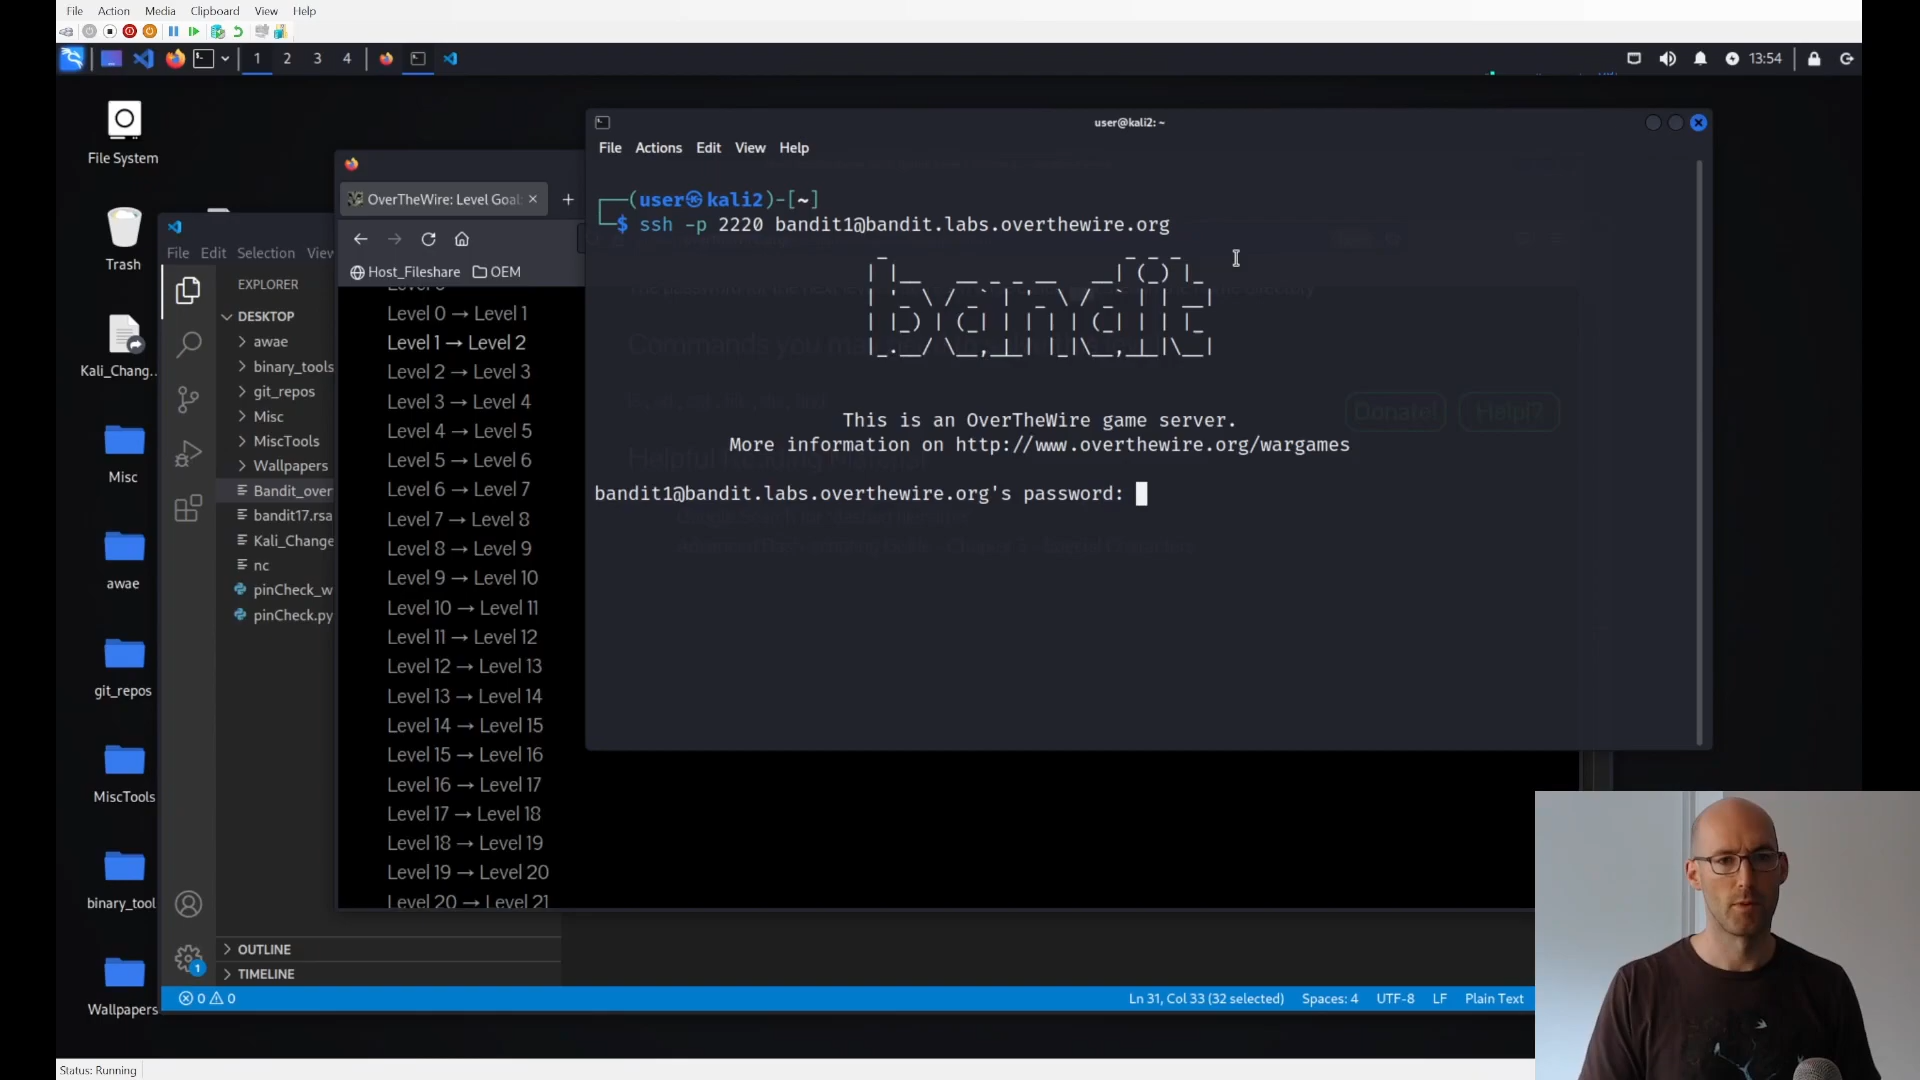 File Action Media Clipboard View Help
1 2 3 4 13:54
File System
Trash
Kali_Chang..
Misc
awae
git_repos
MiscTools
binary_tool
Wallpapers
File Edit Selection View
EXPLORER
DESKTOP
awae
binary_tools
git_repos
Misc
MiscTools
Wallpapers
Bandit_over
bandit17.rsa
Kali_Change
nc
pinCheck_w
pinCheck.py
OUTLINE
TIMELINE
0 0 Ln 31, Col 33 (32 selected) Spaces: 4 UTF-8 LF Plain Text
1
OverTheWire: Level Goal
Host_Fileshare OEM
Level 0 → Level 1
Level 1 → Level 2
Level 2 → Level 3
Level 3 → Level 4
Level 4 → Level 5
Level 5 → Level 6
Level 6 → Level 7
Level 7 → Level 8
Level 8 → Level 9
Level 9 → Level 10
Level 10 → Level 11
Level 11 → Level 12
Level 12 → Level 13
Level 13 → Level 14
Level 14 → Level 15
Level 15 → Level 16
Level 16 → Level 17
Level 17 → Level 18
Level 18 → Level 19
Level 19 → Level 20
Level 20 → Level 21
user@kali2: ~
File Actions Edit View Help
(user㉿kali2)-[~]
$ ssh -p 2220 bandit1@bandit.labs.overthewire.org
bandit
This is an OverTheWire game server.
More information on http://www.overthewire.org/wargames
bandit1@bandit.labs.overthewire.org's password:
Donate! Help!?
Status: Running